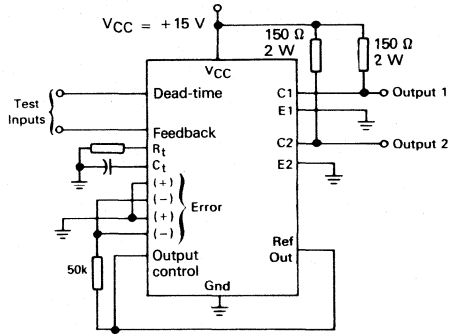 VCC = +15 V
150 Ω
2 W
150 Ω
2 W
VCC
Test
Inputs
Dead-time
Feedback
Rt
Ct
(+)
(−)
(+)
(−)
Error
Output
control
50k
Gnd
C1
E1
C2
E2
Ref
Out
Output 1
Output 2